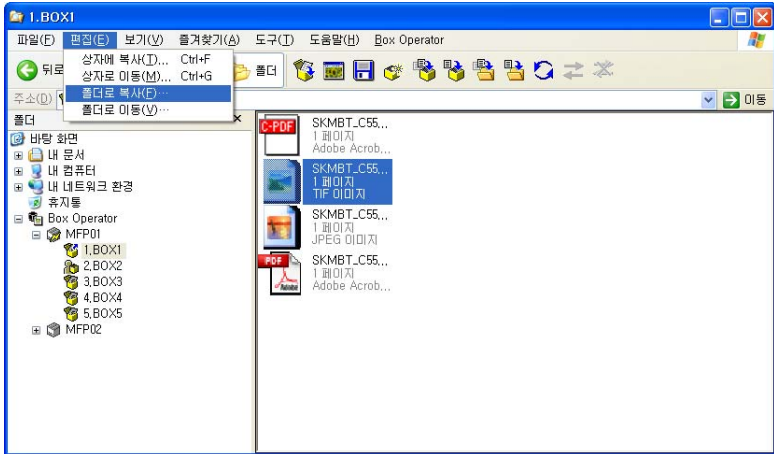 1.BOX1
파일(F) 편집(E) 보기(V) 즐겨찾기(A) 도구(T) 도움말(H) Box Operator
상자에 복사(T)... Ctrl+F
상자로 이동(M)... Ctrl+G
폴더로 복사(F)...
폴더로 이동(V)...
뒤로
폴더
주소(D)
이동
폴더
바탕 화면
내 문서
내 컴퓨터
내 네트워크 환경
휴지통
Box Operator
MFP01
1,BOX1
2,BOX2
3,BOX3
4,BOX4
5,BOX5
MFP02
C-PDF
SKMBT_C55...
1 페이지
Adobe Acrob...
SKMBT_C55...
1 페이지
TIF 이미지
SKMBT_C55...
1 페이지
JPEG 이미지
PDF
Adobe
SKMBT_C55...
1 페이지
Adobe Acrob...